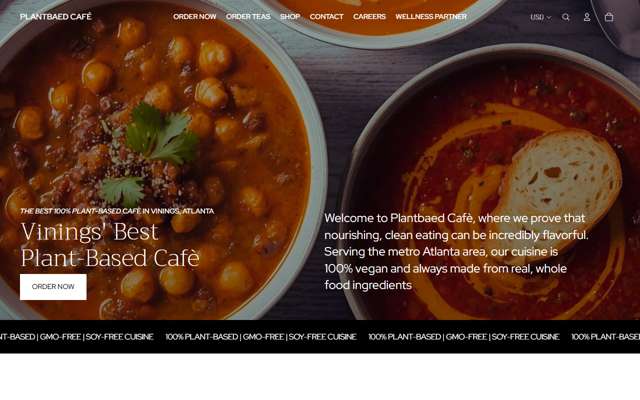 PLANTBAED CAFÉ
ORDER NOW ORDER TEAS SHOP CONTACT CAREERS WELLNESS PARTNER
USD
THE BEST 100% PLANT-BASED CAFÉ IN VININGS, ATLANTA
Vinings' Best
Plant-Based Cafè
ORDER NOW
Welcome to Plantbaed Cafè, where we prove that
nourishing, clean eating can be incredibly flavorful.
Serving the metro Atlanta area, our cuisine is
100% vegan and always made from real, whole
food ingredients
NT-BASED | GMO-FREE | SOY-FREE CUISINE 100% PLANT-BASED | GMO-FREE | SOY-FREE CUISINE 100% PLANT-BASED | GMO-FREE | SOY-FREE CUISINE 100% PLANT-BASE